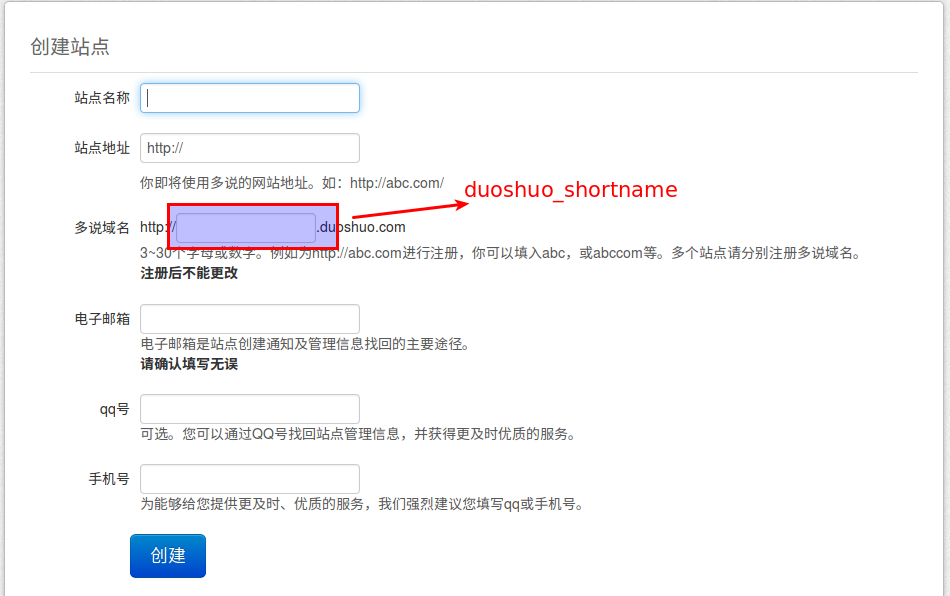 创建站点
站点名称
站点地址 http://
你即将使用多说的网站地址。如：http://abc.com/
duoshuo_shortname
多说域名 http:// .duoshuo.com
3~30个字母或数字。例如为http://abc.com进行注册，你可以填入abc，或abccom等。多个站点请分别注册多说域名。
注册后不能更改
电子邮箱
电子邮箱是站点创建通知及管理信息找回的主要途径。
请确认填写无误
qq号
可选。您可以通过QQ号找回站点管理信息，并获得更及时优质的服务。
手机号
为能够给您提供更及时、优质的服务，我们强烈建议您填写qq或手机号。
创建